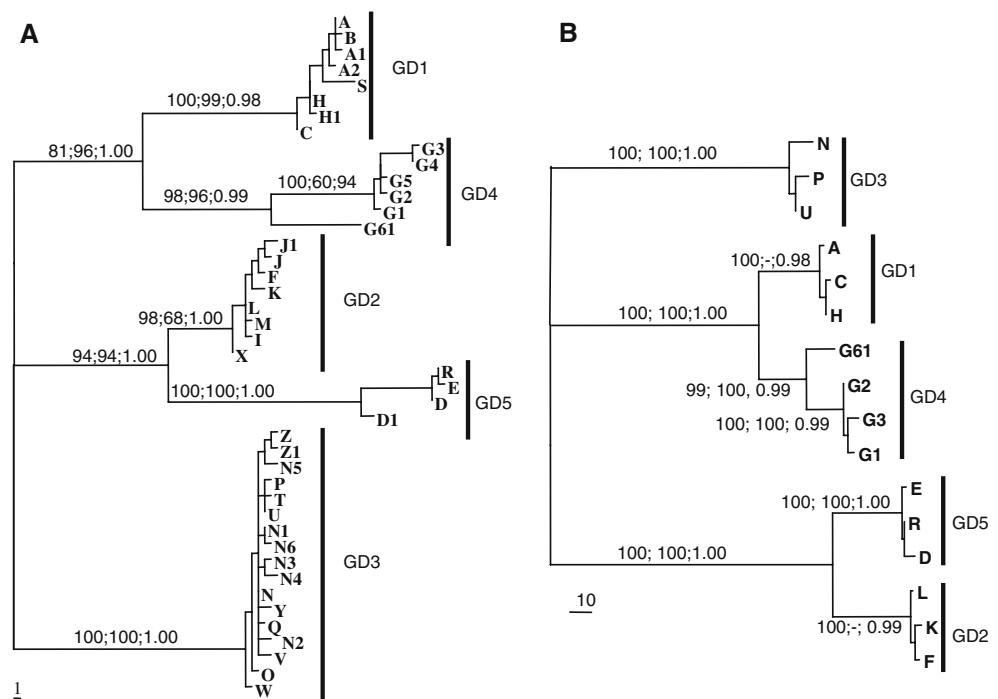 A
A
B
A1
A2
S
H
H1
C
GD1
100;99;0.98
81;96;1.00
G3
G4
G5
G2
G1
G61
GD4
100;60;94
98;96;0.99
J1
J
F
K
L
M
I
X
GD2
98;68;1.00
94;94;1.00
100;100;1.00
R
E
D
D1
GD5
Z
Z1
N5
P
T
U
N1
N6
N3
N4
N
Y
Q
N2
V
O
W
GD3
100;100;1.00
1
B
100; 100;1.00
N
P
U
GD3
100;-;0.98
A
C
H
GD1
100; 100;1.00
G61
G2
G3
G1
GD4
99; 100, 0.99
100; 100; 0.99
E
R
D
GD5
100; 100;1.00
100; 100;1.00
L
K
F
GD2
100;-; 0.99
10